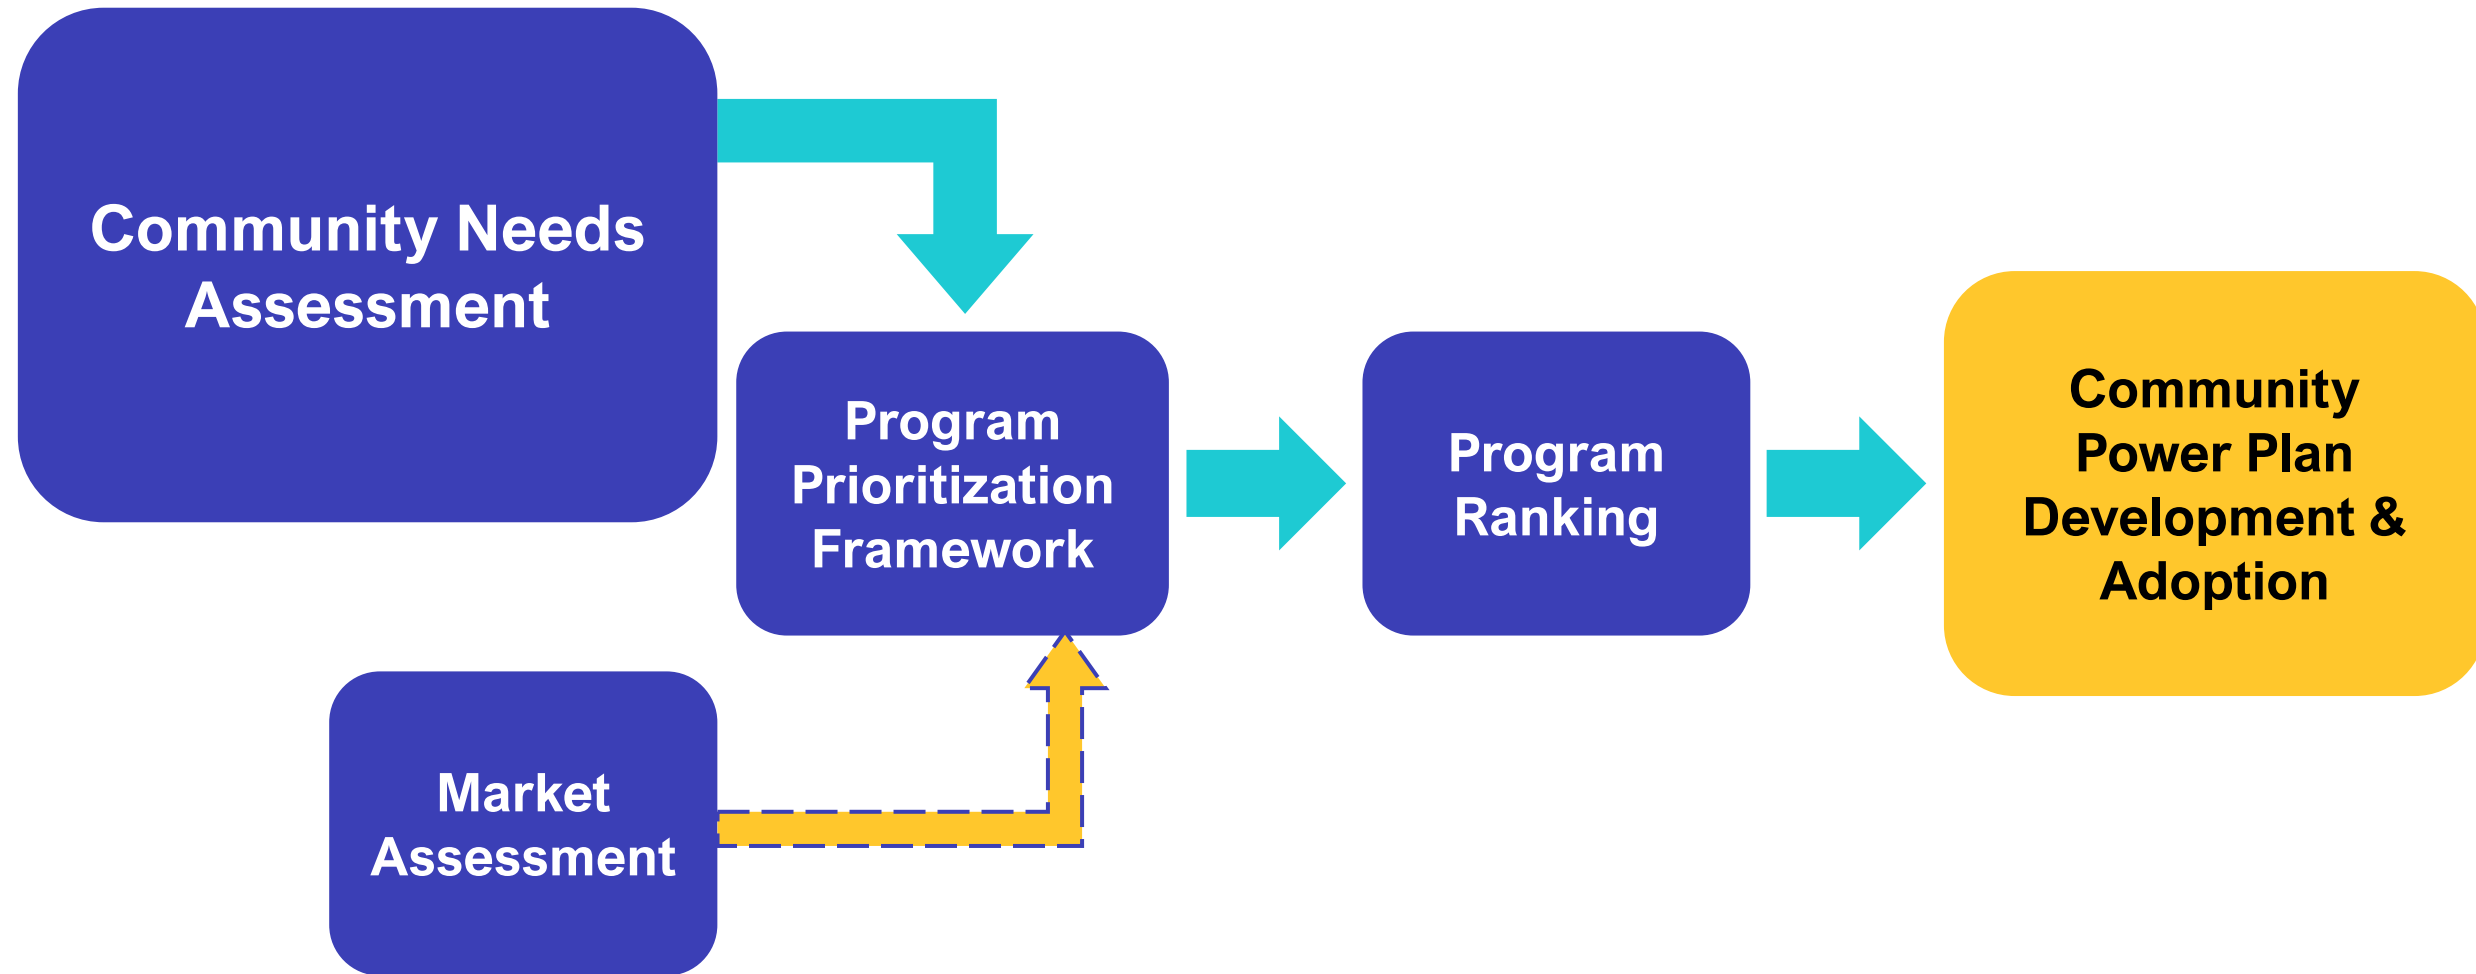 Community Needs
Assessment
Program
Prioritization
Framework
Program
Ranking
Community
Power Plan
Development &
Adoption
Market
Assessment